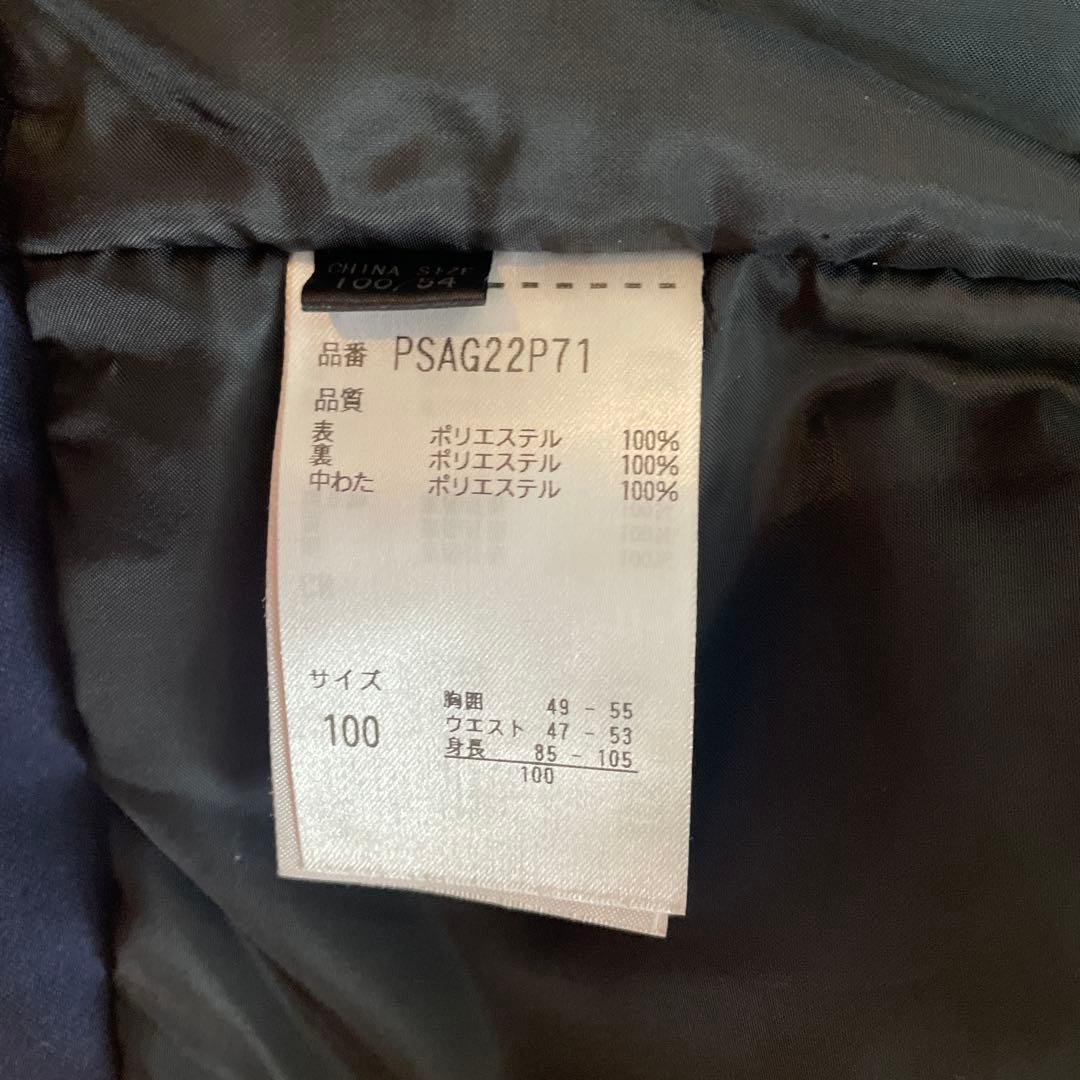 CHINA SIZE
100/54
品番 PSAG22P71
品質
表 ポリエステル 100%
裏 ポリエステル 100%
中わた ポリエステル 100%
サイズ
100
胸囲 49 - 55
ウエスト 47 - 53
身長 85 - 105
100